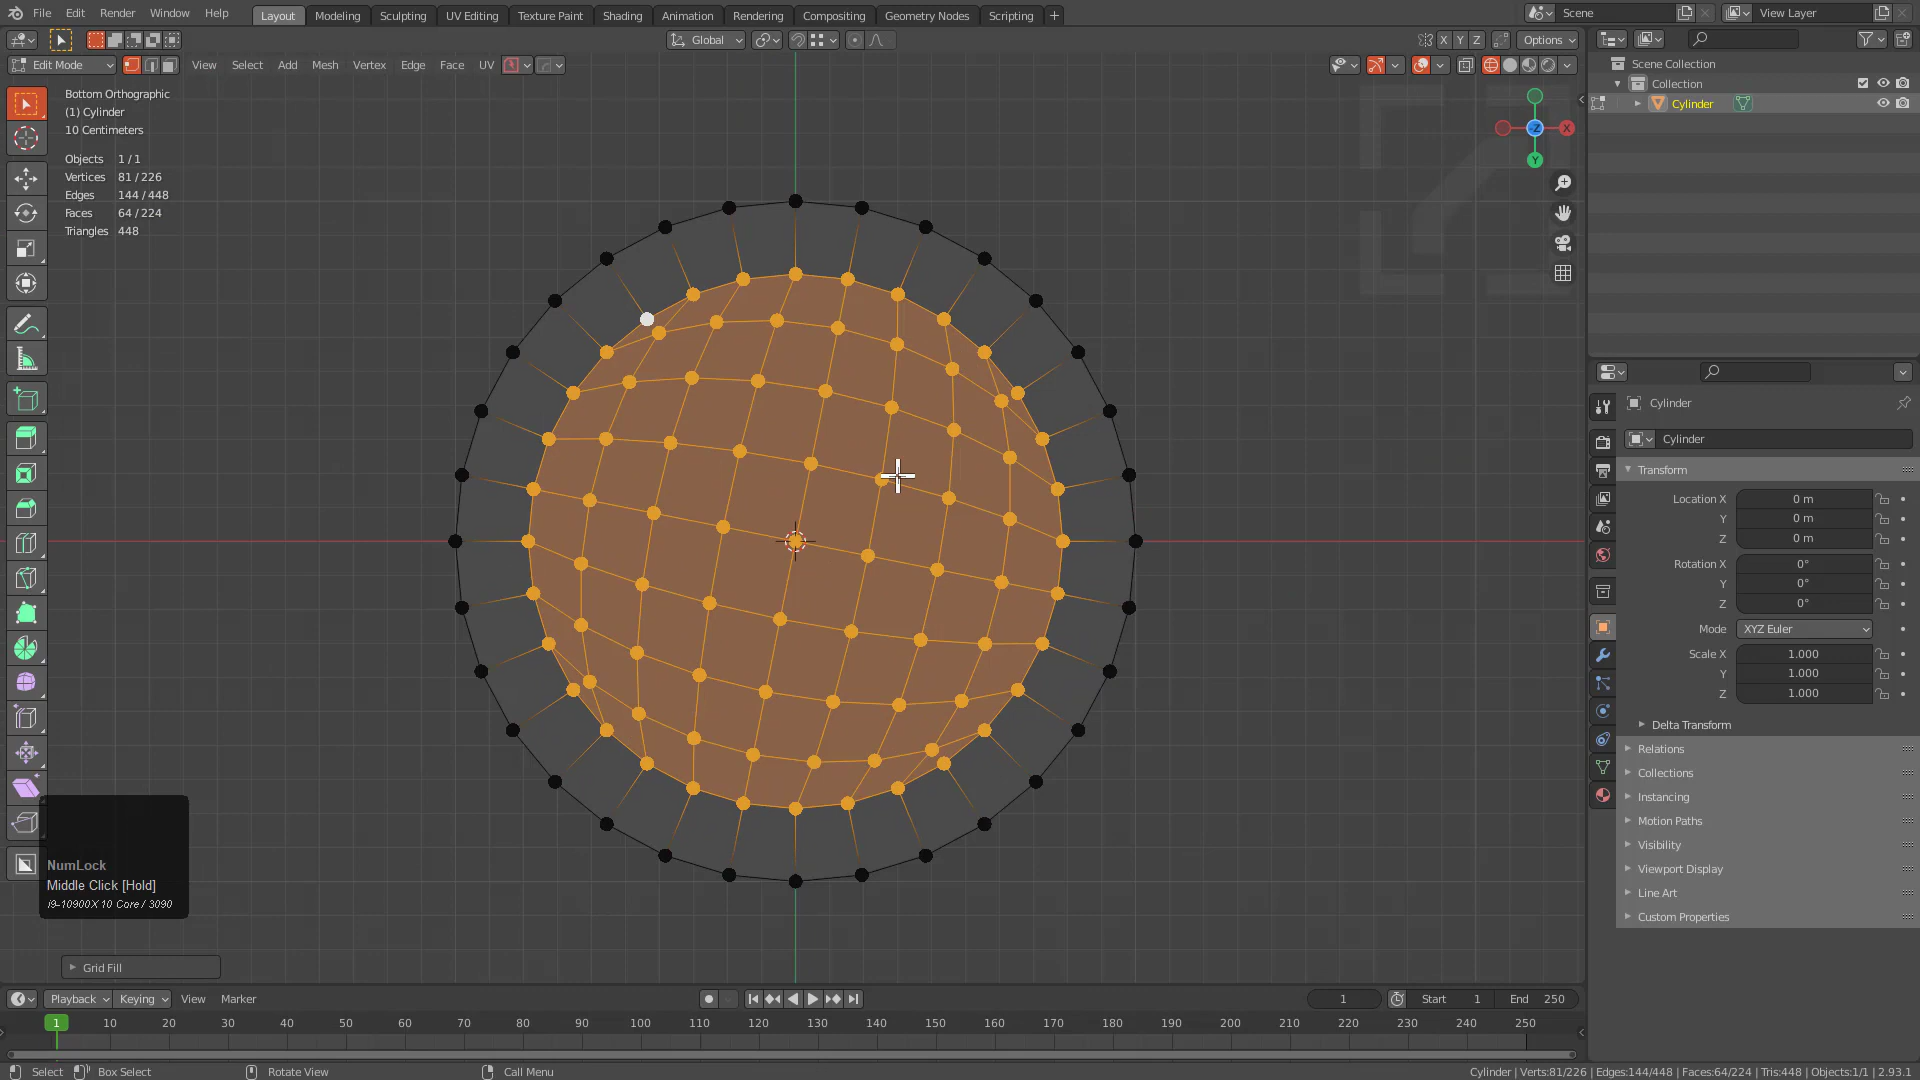 File Edit Render Window Help Layout Modeling Sculpting UV Editing Texture Paint Shading Animation Rendering Compositing Geometry Nodes Scripting + Scene View Layer
Global X Y Z Options
Edit Mode View Select Add Mesh Vertex Edge Face UV
Scene Collection
Collection
Cylinder
Bottom Orthographic
(1) Cylinder
10 Centimeters
Objects 1 / 1
Vertices 81 / 226
Edges 144 / 448
Faces 64 / 224
Triangles 448
-Z X
Y
Cylinder
Cylinder
Transform
Location X 0 m
Y 0 m
Z 0 m
Rotation X 0°
Y 0°
Z 0°
Mode XYZ Euler
Scale X 1.000
Y 1.000
Z 1.000
Delta Transform
Relations
Collections
Instancing
Motion Paths
Visibility
Viewport Display
Line Art
Custom Properties
NumLock
Middle Click [Hold]
i9-10900X 10 Core / 3090
Grid Fill
Playback Keying View Marker 1 Start 1 End 250
1 10 20 30 40 50 60 70 80 90 100 110 120 130 140 150 160 170 180 190 200 210 220 230 240 250
Select Box Select Rotate View Call Menu Cylinder | Verts:81/226 | Edges:144/448 | Faces:64/224 | Tris:448 | Objects:1/1 | 2.93.1